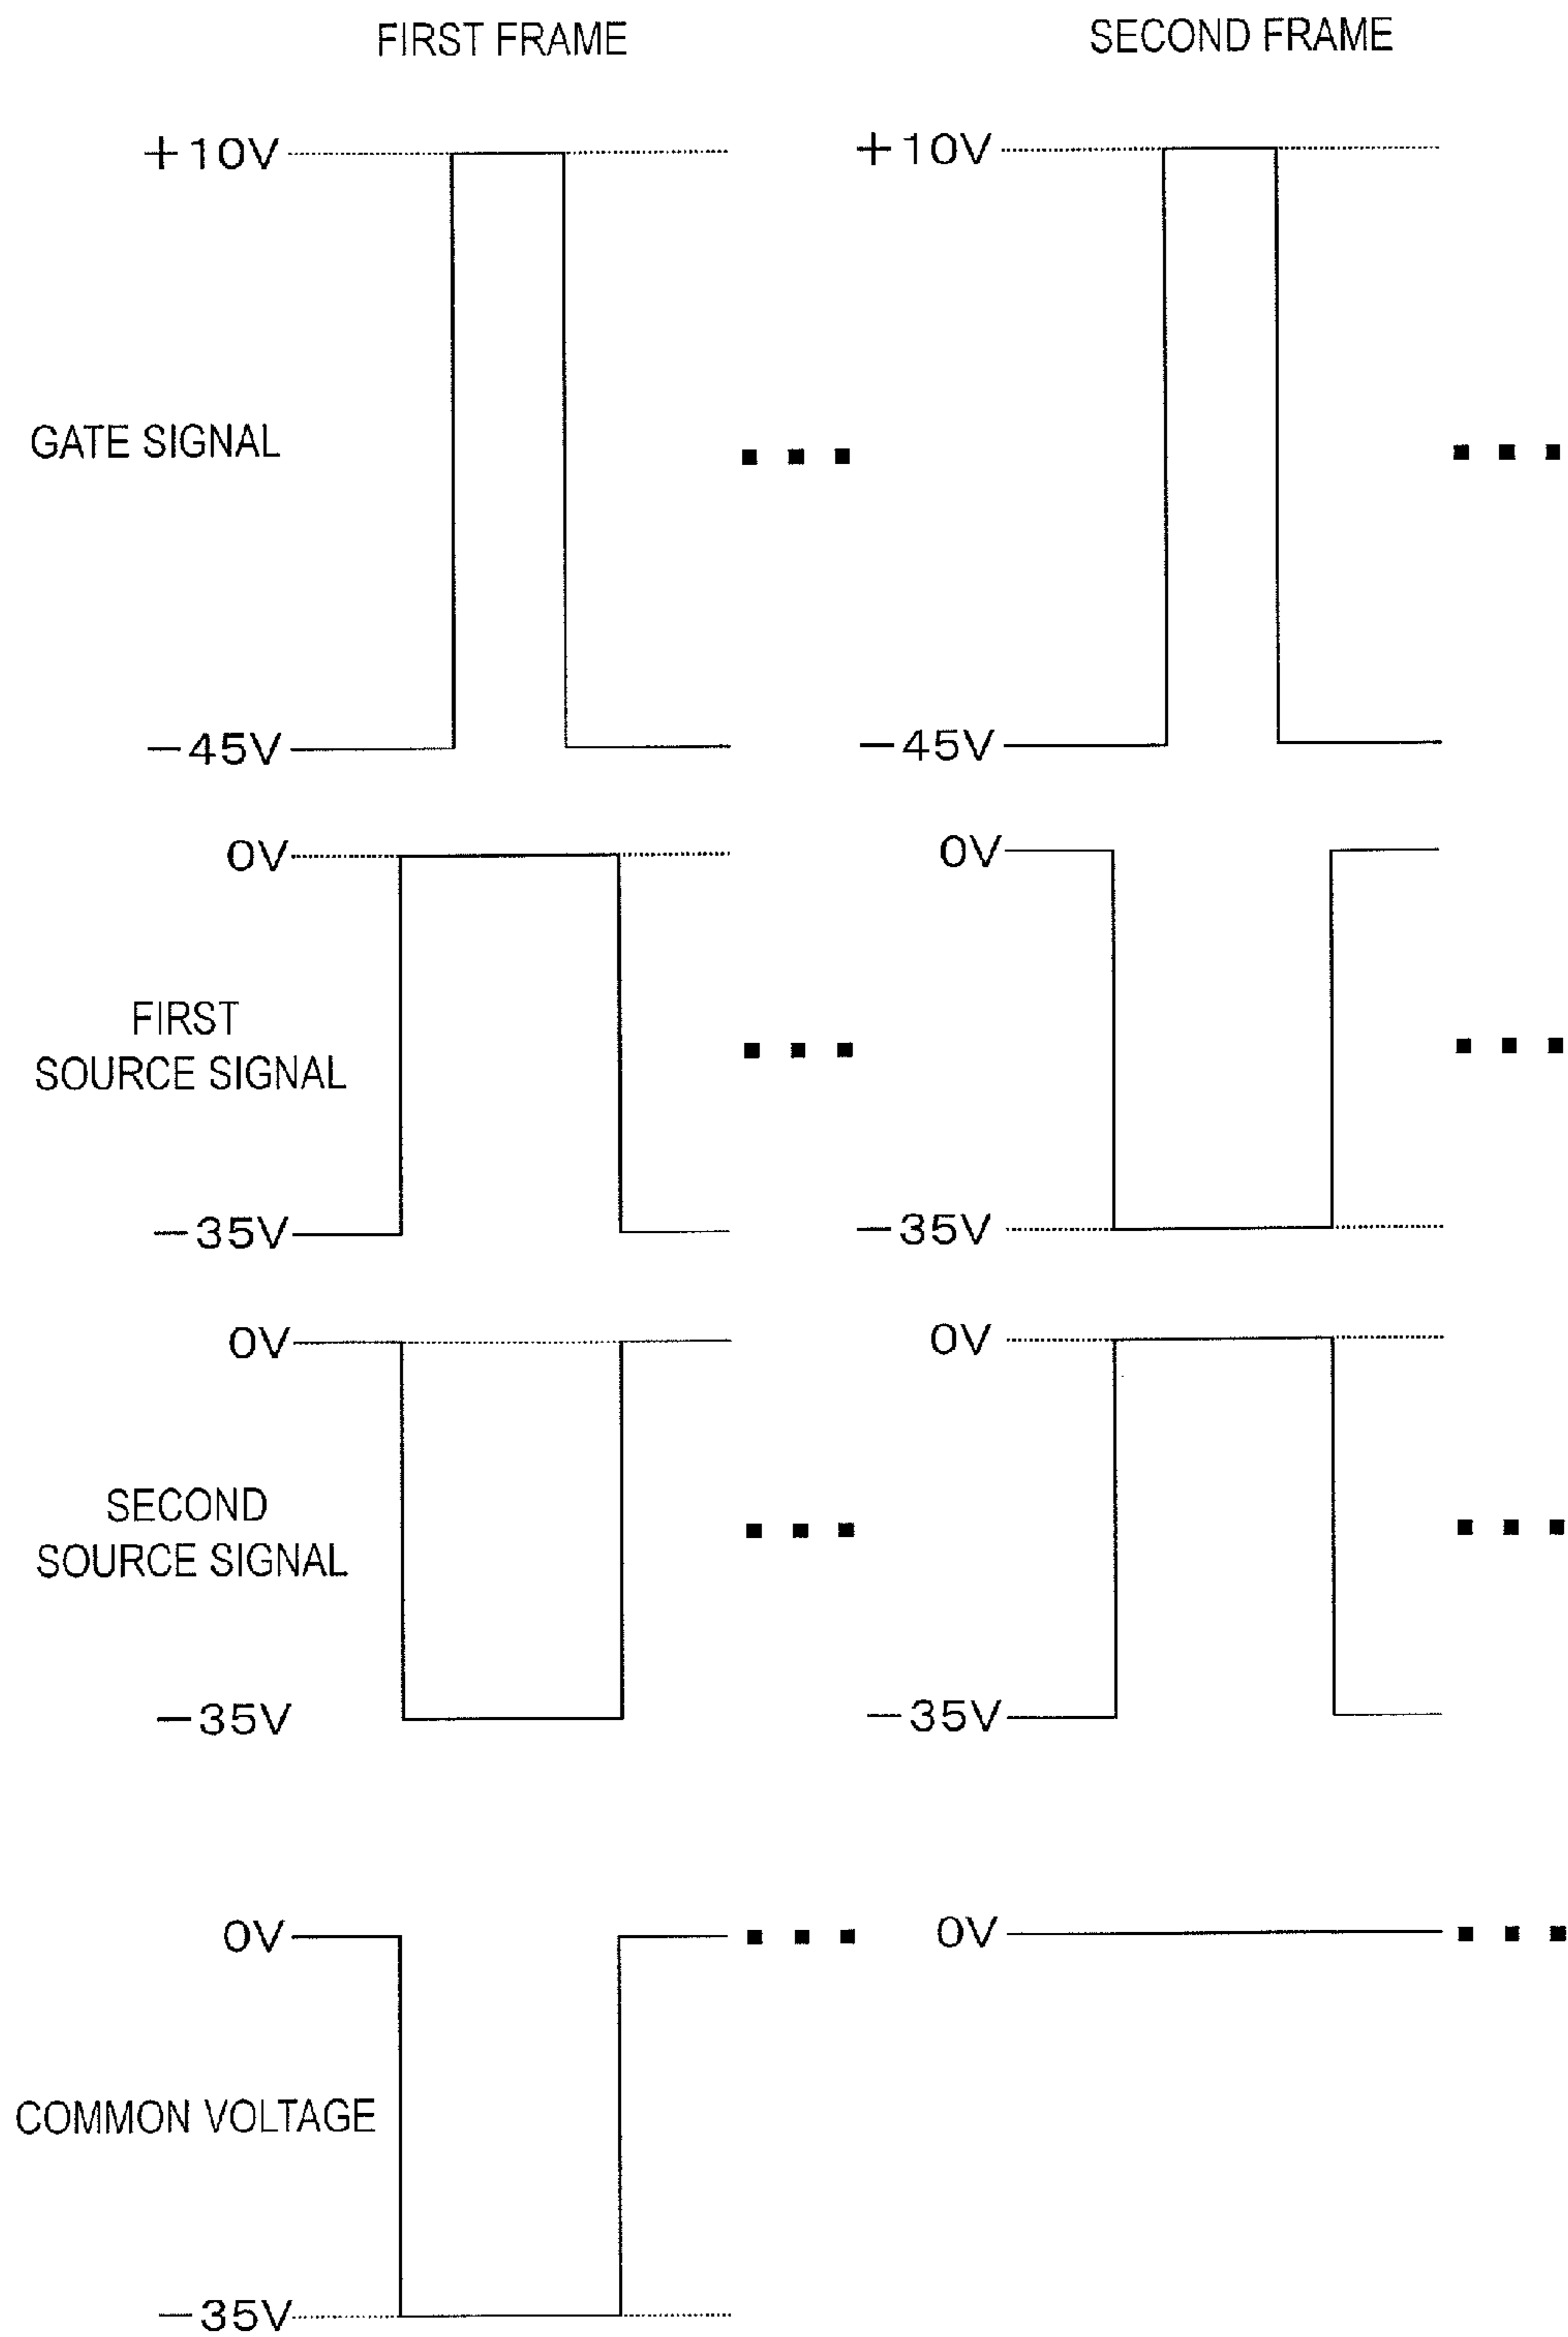 FIRST FRAME
SECOND FRAME
+10V
+10V
GATE SIGNAL
−45V
−45V
0V
0V
FIRST
SOURCE SIGNAL
−35V
−35V
0V
0V
SECOND
SOURCE SIGNAL
−35V
−35V
0V
0V
COMMON VOLTAGE
−35V